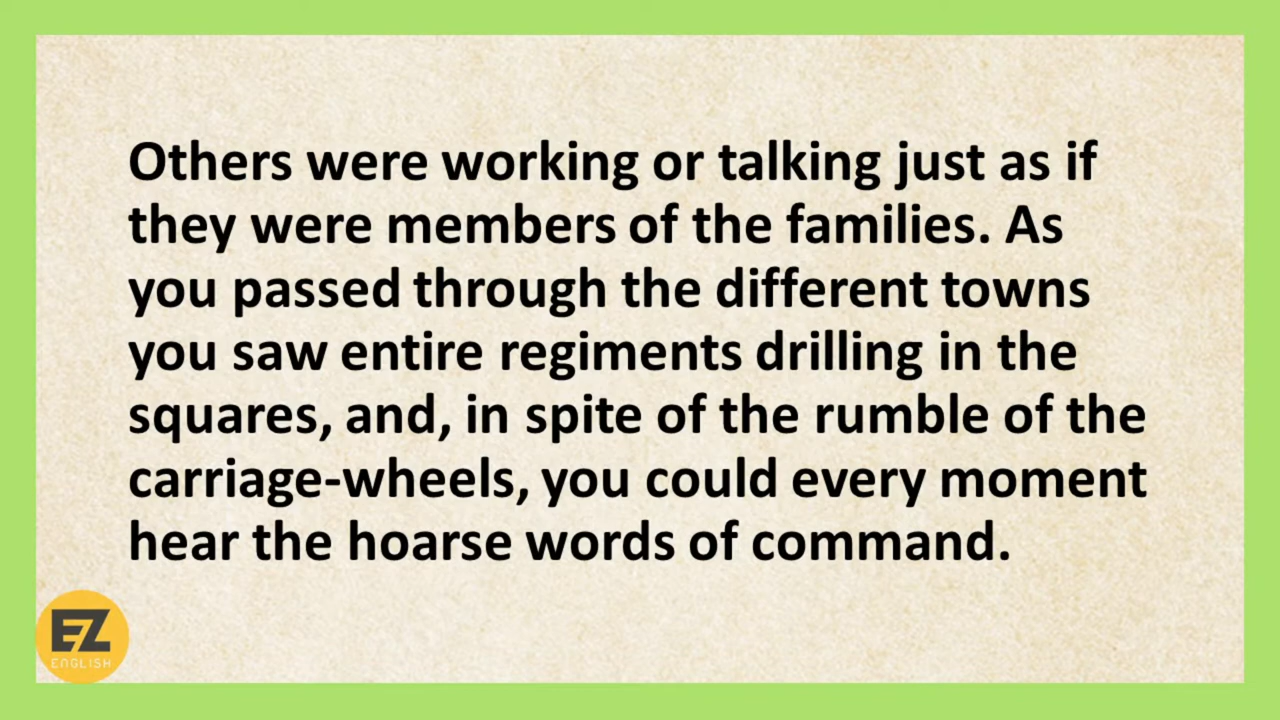 Others were working or talking just as if
they were members of the families. As
you passed through the different towns
you saw entire regiments drilling in the
squares, and, in spite of the rumble of the
carriage-wheels, you could every moment
hear the hoarse words of command.
EZ
ENGLISH